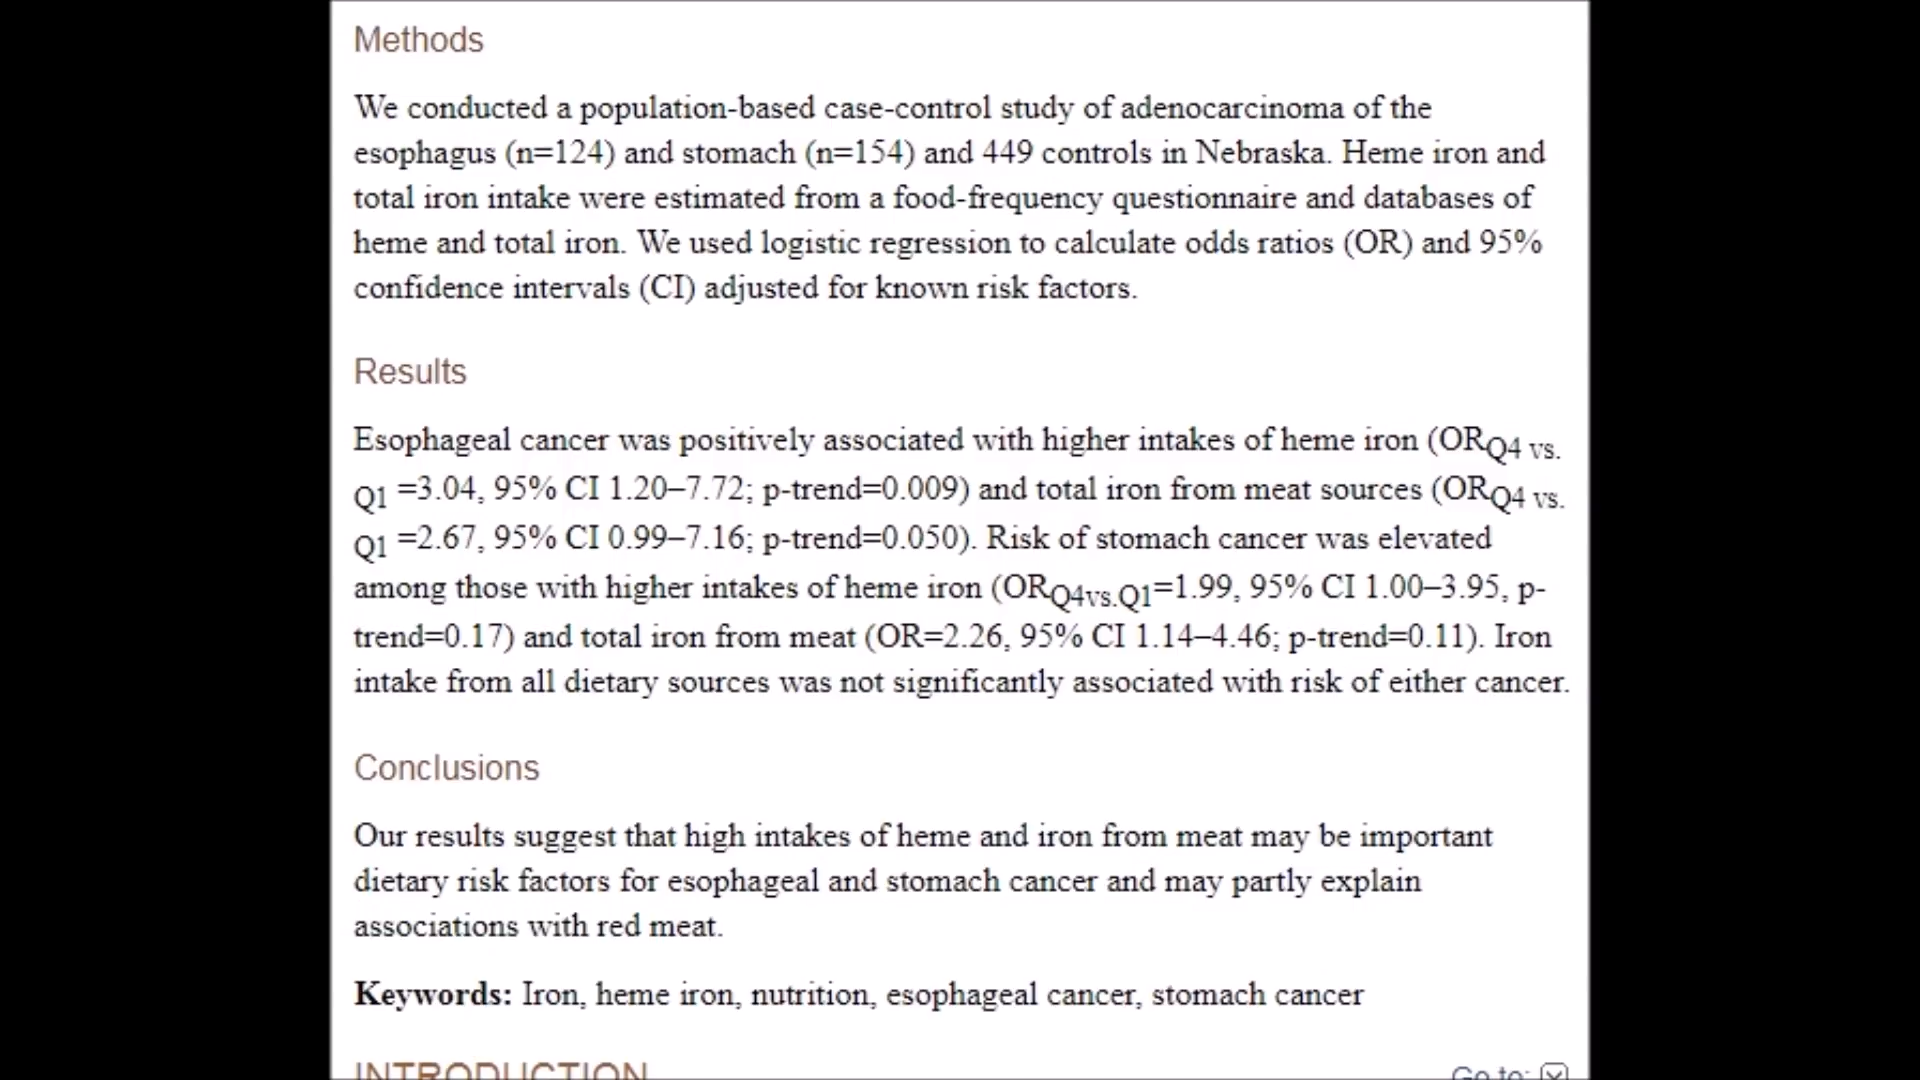 Methods
We conducted a population-based case-control study of adenocarcinoma of the
esophagus (n=124) and stomach (n=154) and 449 controls in Nebraska. Heme iron and
total iron intake were estimated from a food-frequency questionnaire and databases of
heme and total iron. We used logistic regression to calculate odds ratios (OR) and 95%
confidence intervals (CI) adjusted for known risk factors.
Results
Esophageal cancer was positively associated with higher intakes of heme iron (ORQ4 vs.
Q1 =3.04, 95% CI 1.20–7.72; p-trend=0.009) and total iron from meat sources (ORQ4 vs.
Q1 =2.67, 95% CI 0.99–7.16; p-trend=0.050). Risk of stomach cancer was elevated
among those with higher intakes of heme iron (ORQ4vs.Q1=1.99, 95% CI 1.00–3.95, p-
trend=0.17) and total iron from meat (OR=2.26, 95% CI 1.14–4.46; p-trend=0.11). Iron
intake from all dietary sources was not significantly associated with risk of either cancer.
Conclusions
Our results suggest that high intakes of heme and iron from meat may be important
dietary risk factors for esophageal and stomach cancer and may partly explain
associations with red meat.
Keywords: Iron, heme iron, nutrition, esophageal cancer, stomach cancer
INTRODUCTION
Go to: